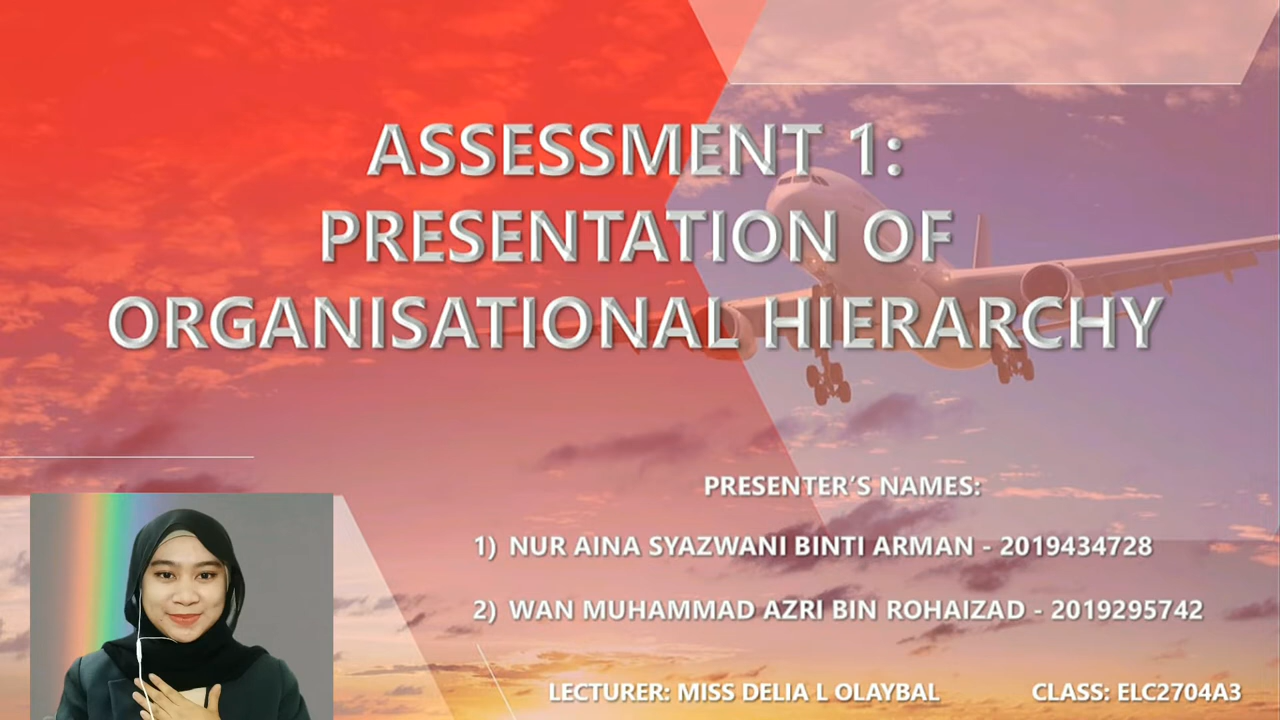 ASSESSMENT 1:
PRESENTATION OF
ORGANISATIONAL HIERARCHY
PRESENTER'S NAMES:
1) NUR AINA SYAZWANI BINTI ARMAN - 2019434728
2) WAN MUHAMMAD AZRI BIN ROHAIZAD - 2019295742
LECTURER: MISS DELIA L OLAYBAL CLASS: ELC2704A3